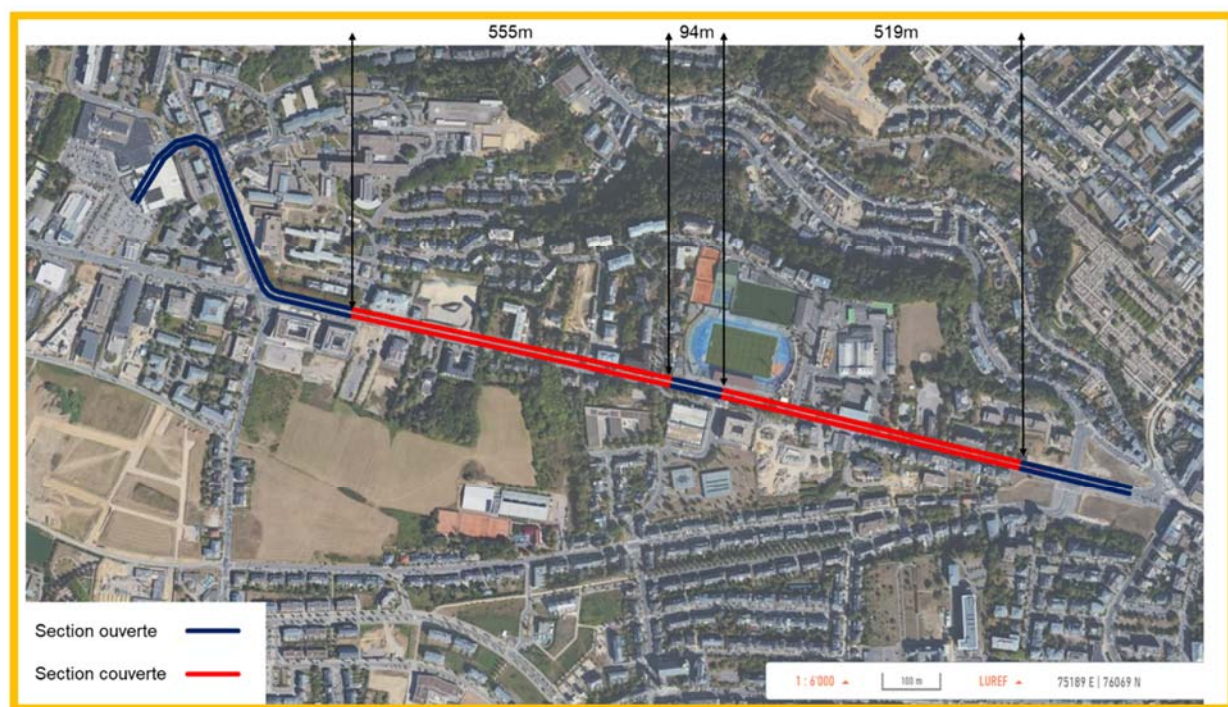 555m 94m 519m
Section ouverte
Section couverte
1 : 6'000 100 m LUREF 75189 E | 76069 N